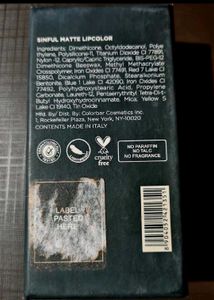 SINFUL MATTE LIPCOLOR
Ingredients: Dimethicone, Octyldodecanol, Polye
thylene, Polysilicone-11, Titanium Dioxide CI 77891,
Nylon-12, Caprylic/Capric Triglyceride, BIS-PEG-12
Dimethicone Beeswax, Methyl Methacrylate
Crosspolymer, Iron Oxides CI 77491, Red 7 Lake CI
15850, Dicalcium Phosphate, Stearalkonium
Bentonite, Blue 1 Lake CI 42090, Iron Oxides CI
77492, Polyhydroxystearic Acid, Propylene
Carbonate, Laureth-12, Pentaerythrityl Tetra-Di-t-
Butyl Hydroxyhydrocinnamate, Mica, Yellow 5
Lake CI 19140, Tin Oxide
Mfg. By/ Dist. By: Colorbar Cosmetics Inc. 1,
Rockefeller Plaza, New York, NY-10020
CONTENTS MADE IN ITALY
cruelty
free
NO PARAFFIN
NO TALC
NO FRAGRANCE
LABEL
PASTED
HERE